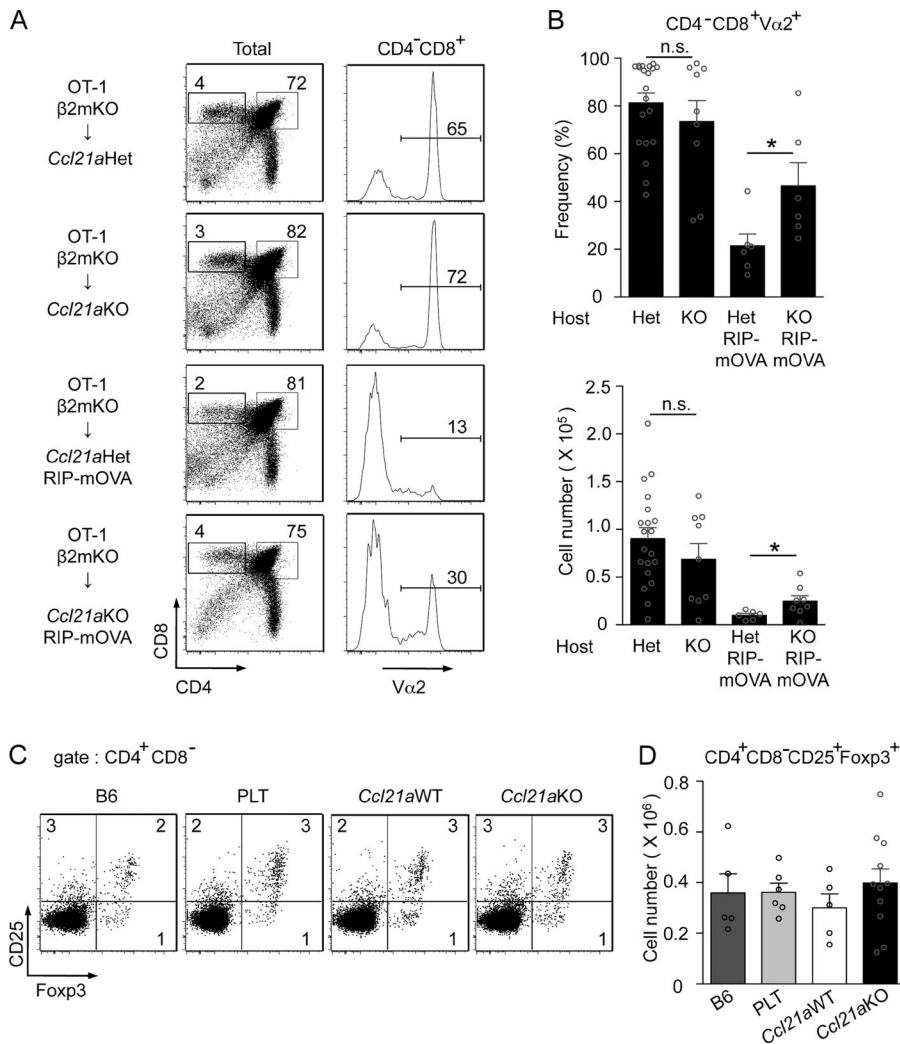 A
Total
CD4⁻CD8⁺
OT-1
β2mKO
↓
Ccl21aHet
4
72
65
OT-1
β2mKO
↓
Ccl21aKO
3
82
72
OT-1
β2mKO
↓
Ccl21aHet
RIP-mOVA
2
81
13
OT-1
β2mKO
↓
Ccl21aKO
RIP-mOVA
4
75
30
CD8
CD4
Vα2
B
CD4⁻CD8⁺Vα2⁺
n.s.
*
Frequency (%)
100
80
60
40
20
0
Host
Het
KO
Het
RIP-
mOVA
KO
RIP-
mOVA
n.s.
*
Cell number ( X 10⁵)
2.5
2.0
1.5
1.0
0.5
0
Host
Het
KO
Het
RIP-
mOVA
KO
RIP-
mOVA
C
gate : CD4⁺ CD8⁻
B6
PLT
Ccl21aWT
Ccl21aKO
3
2
1
2
3
1
2
3
1
3
3
1
CD25
Foxp3
D
CD4⁺CD8⁻CD25⁺Foxp3⁺
Cell number ( X 10⁶)
0.8
0.6
0.4
0.2
0
B6
PLT
Ccl21aWT
Ccl21aKO